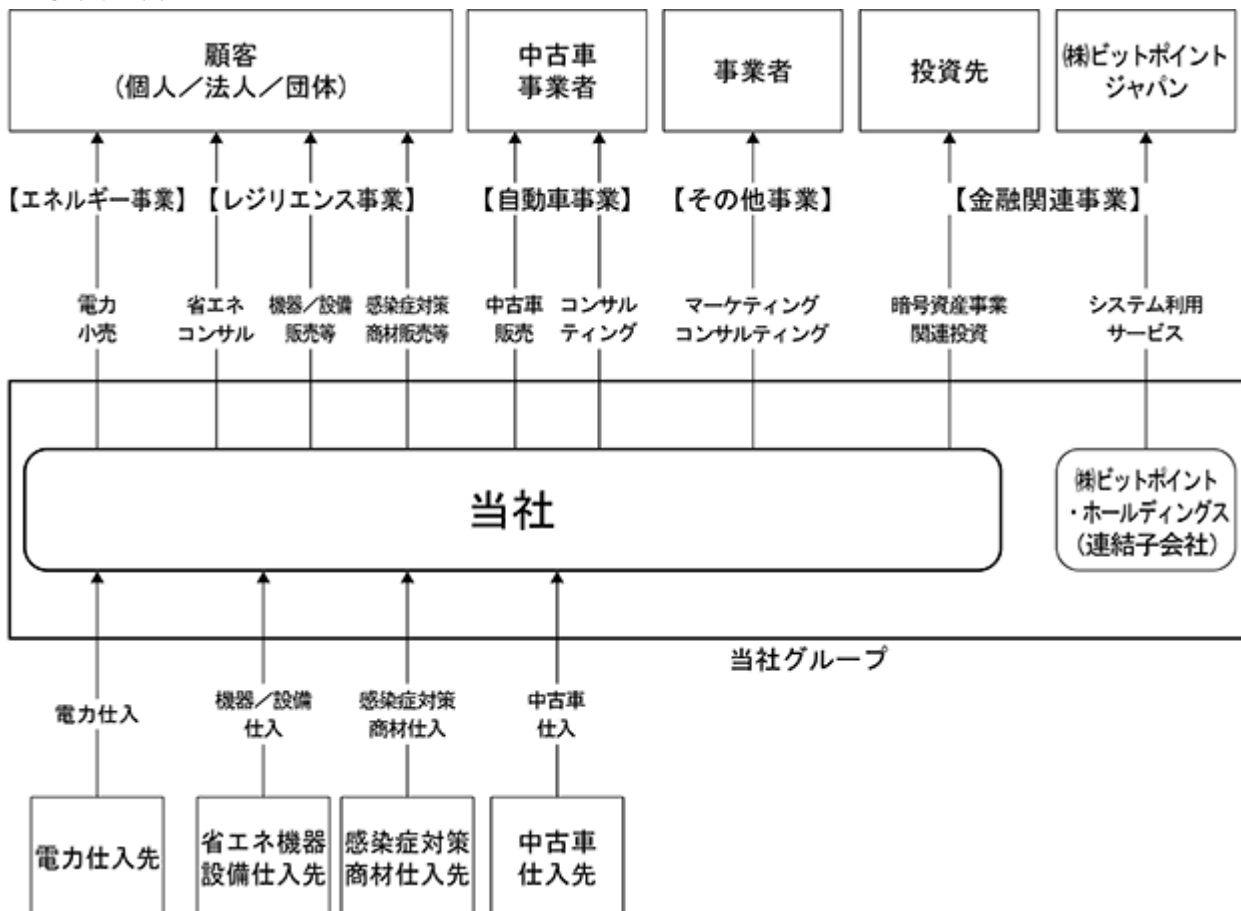 顧客
(個人／法人／団体)
中古車
事業者
事業者
投資先
㈱ビットポイント
ジャパン
【エネルギー事業】
【レジリエンス事業】
【自動車事業】
【その他事業】
【金融関連事業】
電力
小売
省エネ
コンサル
機器／設備
販売等
感染症対策
商材販売等
中古車
販売
コンサル
ティング
マーケティング
コンサルティング
暗号資産事業
関連投資
システム利用
サービス
当社
㈱ビットポイント
・ホールディングス
(連結子会社)
当社グループ
電力仕入
機器／設備
仕入
感染症対策
商材仕入
中古車
仕入
電力仕入先
省エネ機器
設備仕入先
感染症対策
商材仕入先
中古車
仕入先